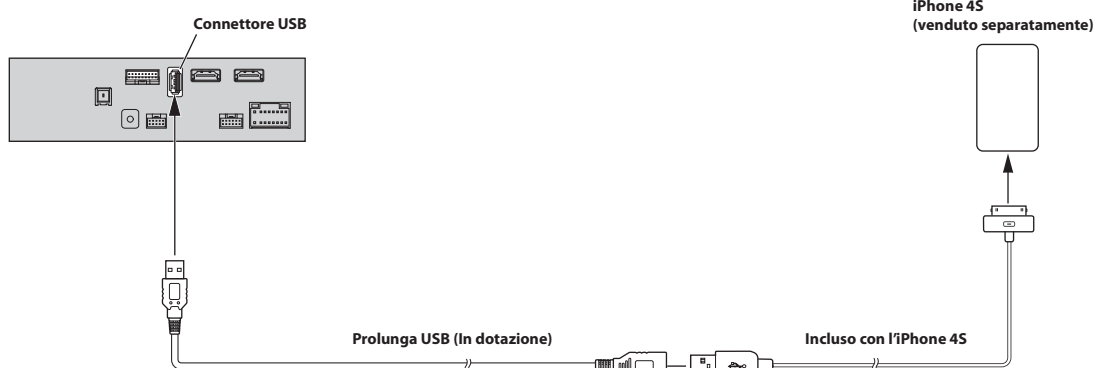 iPhone 4S
(venduto separatamente)
Connettore USB
Prolunga USB (In dotazione)
Incluso con l'iPhone 4S